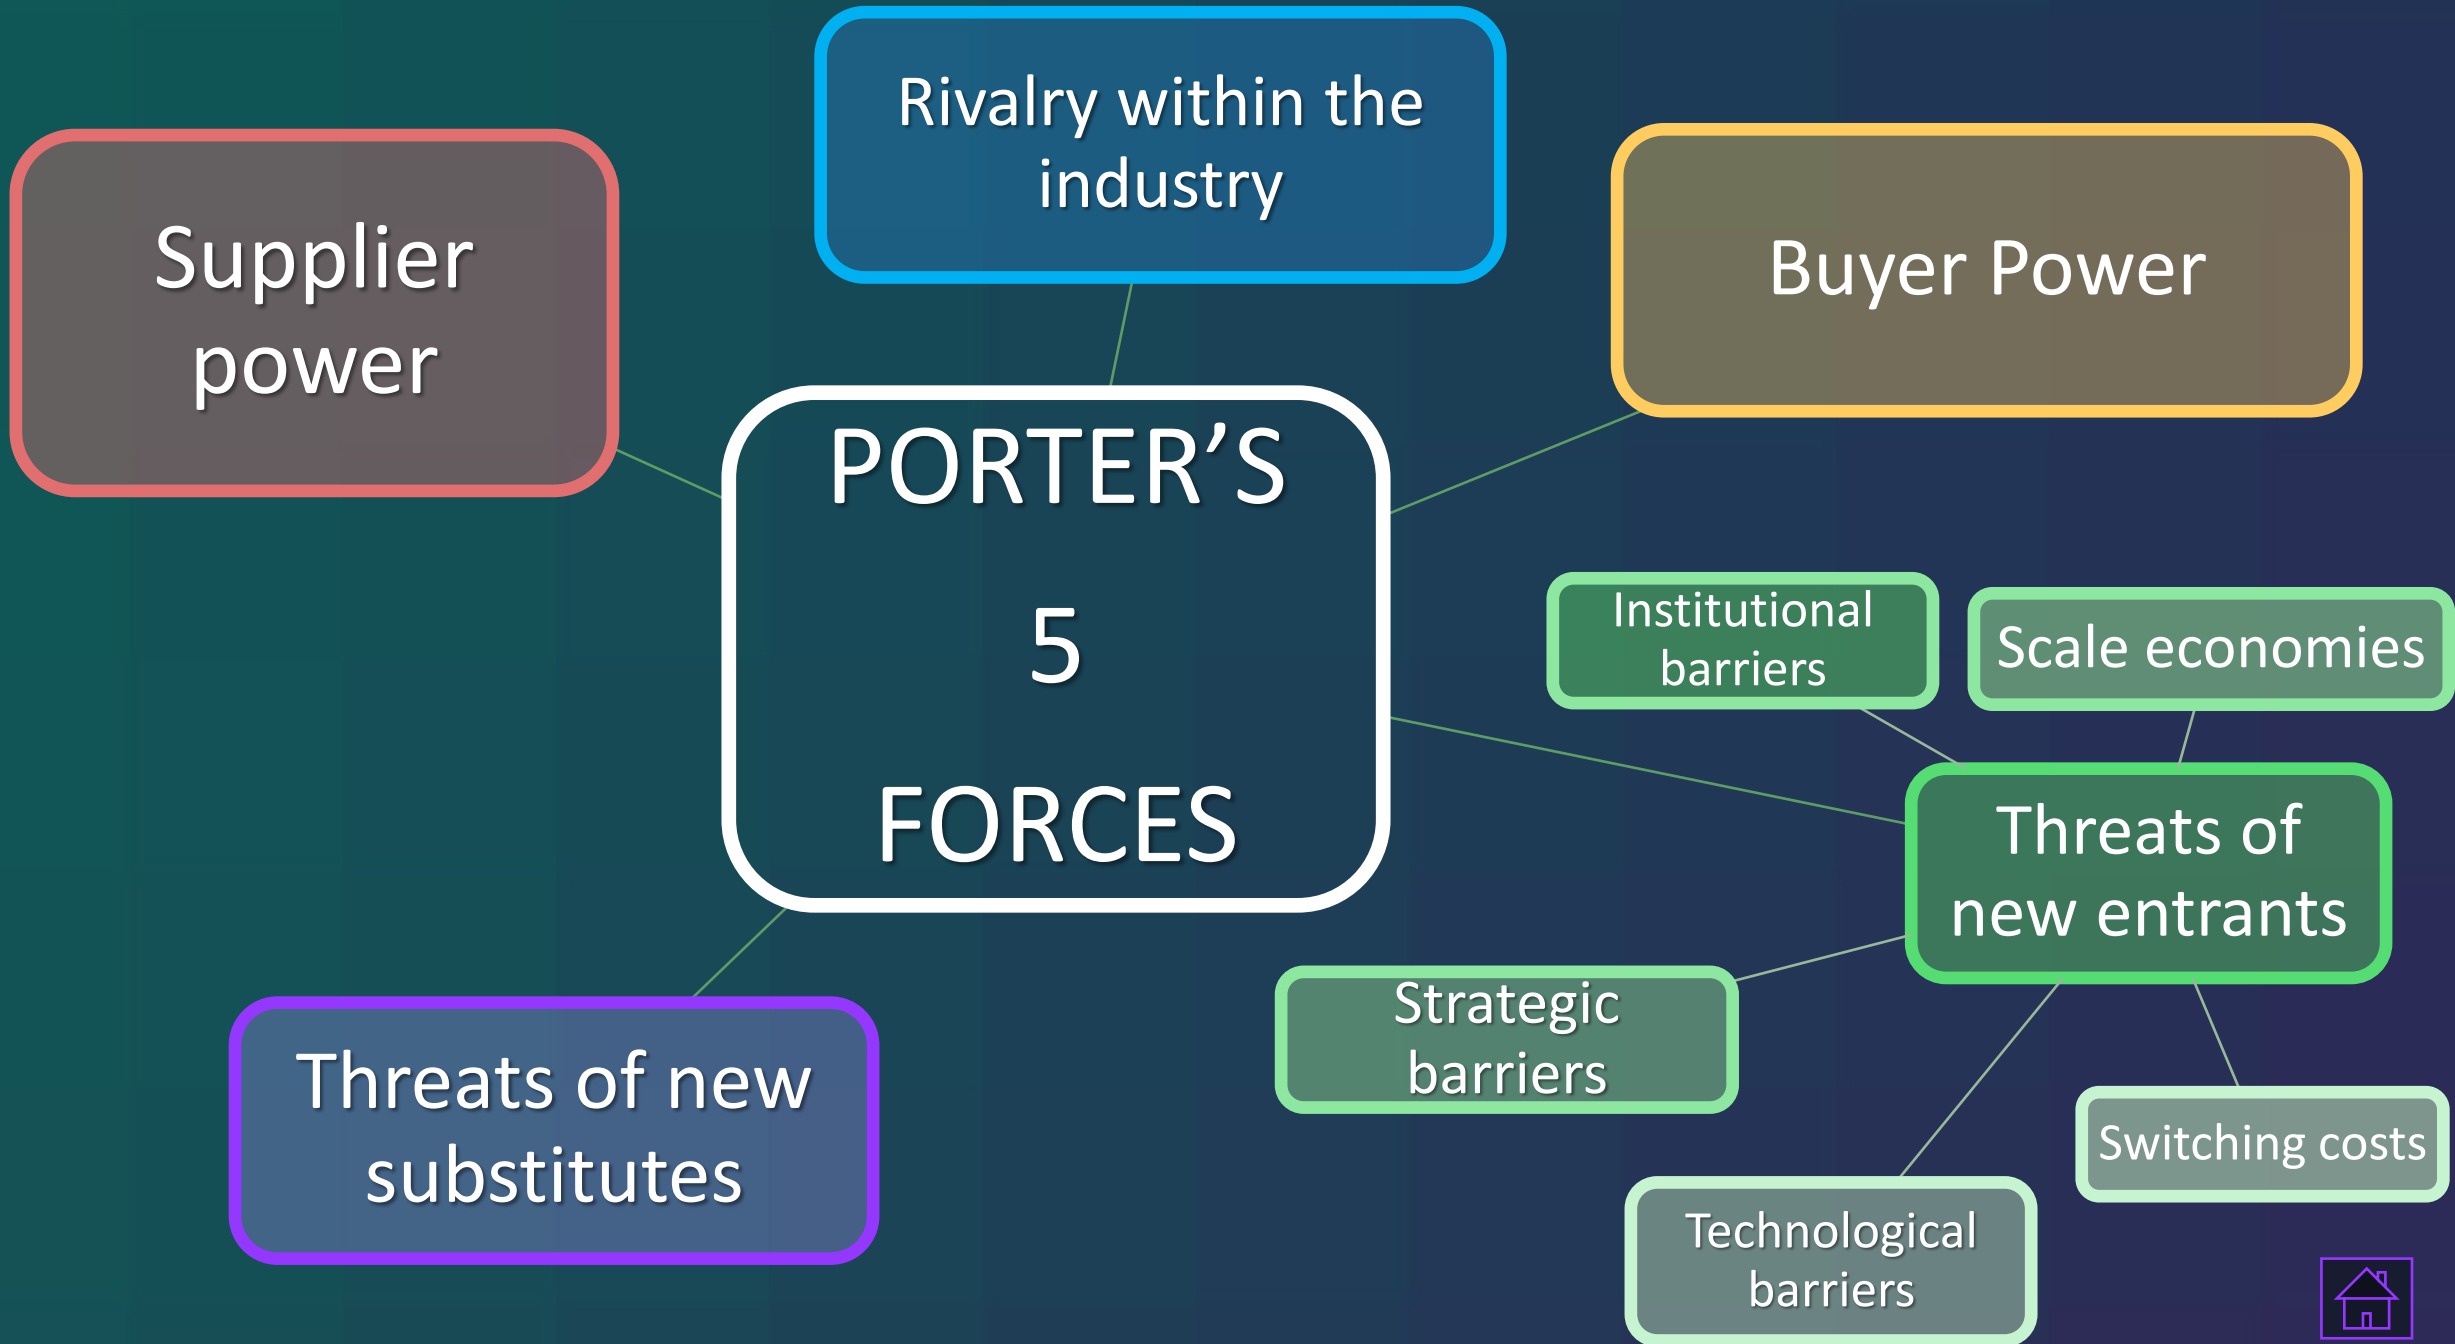 Rivalry within the
industry
Supplier
power
Buyer Power
PORTER’S
5
FORCES
Institutional
barriers
Scale economies
Threats of
new entrants
Strategic
barriers
Switching costs
Technological
barriers
Threats of new
substitutes